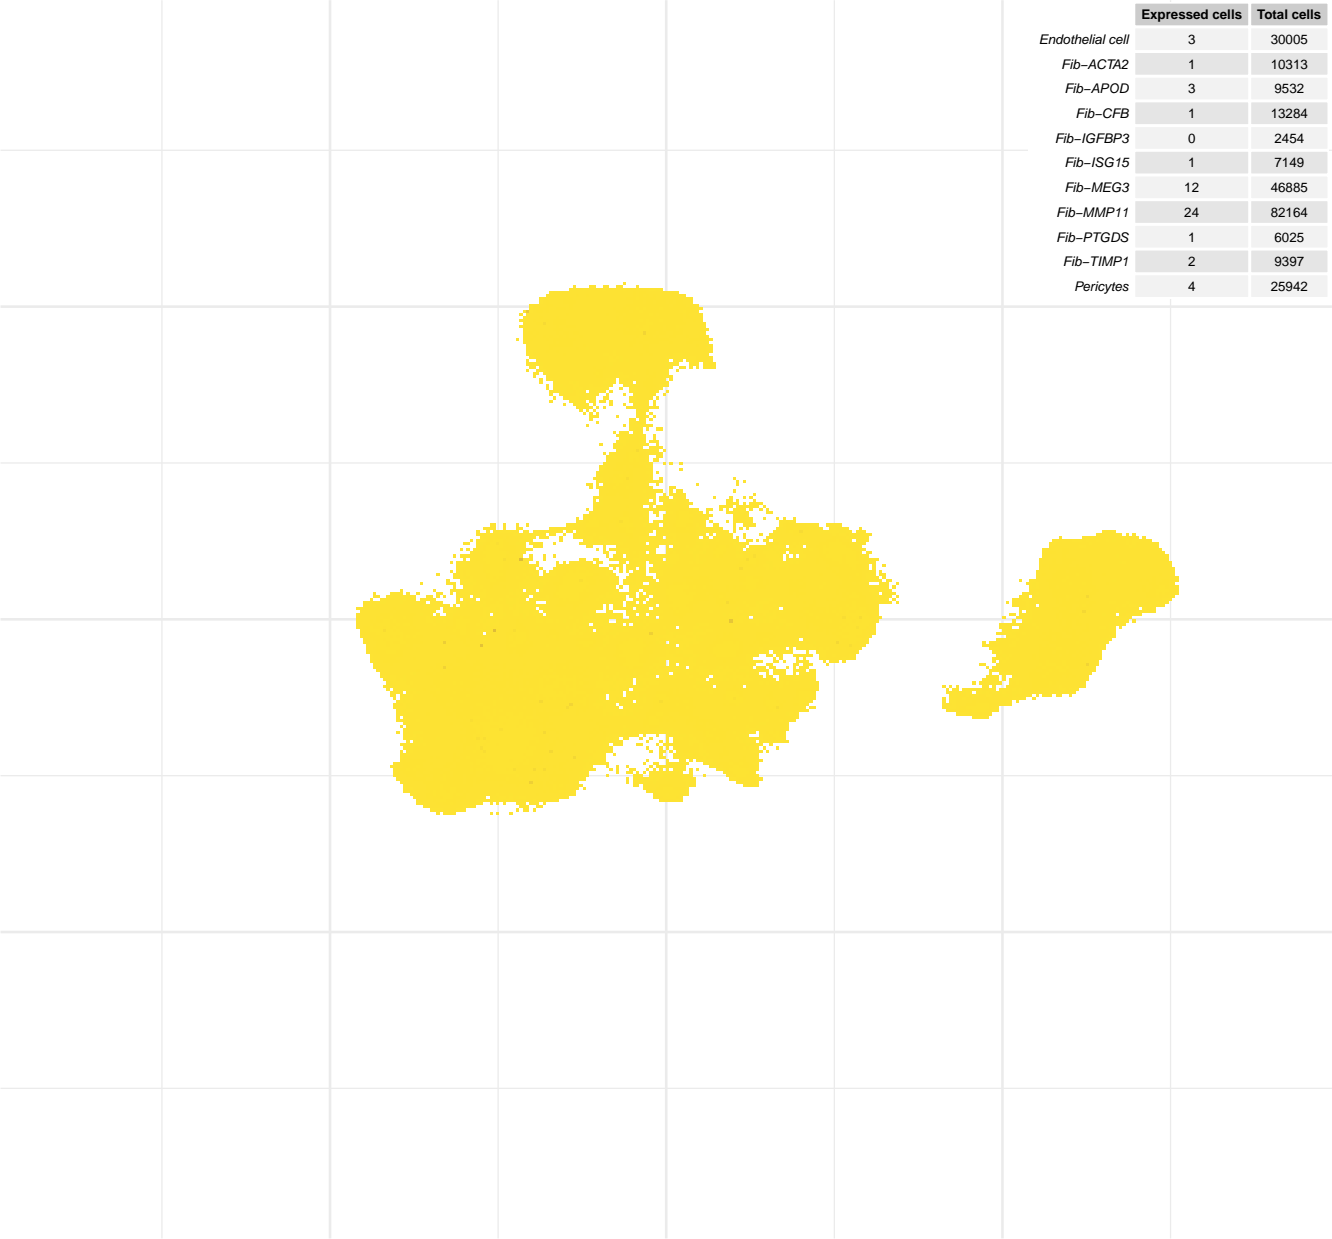 Expressed cells Total cells
Endothelial cell 3 30005
Fib−ACTA2 1 10313
Fib−APOD 3 9532
Fib−CFB 1 13284
Fib−IGFBP3 0 2454
Fib−ISG15 1 7149
Fib−MEG3 12 46885
Fib−MMP11 24 82164
Fib−PTGDS 1 6025
Fib−TIMP1 2 9397
Pericytes 4 25942